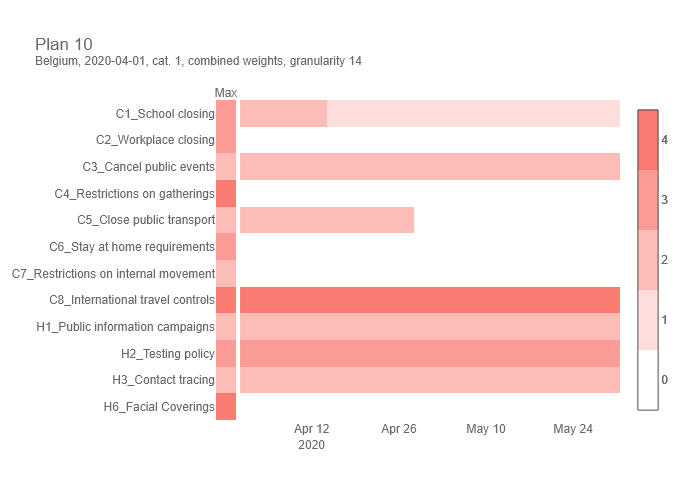 Plan 10
Belgium, 2020-04-01, cat. 1, combined weights, granularity 14
Max
C1_School closing
C2_Workplace closing
C3_Cancel public events
C4_Restrictions on gatherings
C5_Close public transport
C6_Stay at home requirements
C7_Restrictions on internal movement
C8_International travel controls
H1_Public information campaigns
H2_Testing policy
H3_Contact tracing
H6_Facial Coverings
Apr 12
2020
Apr 26
May 10
May 24
4
3
2
1
0